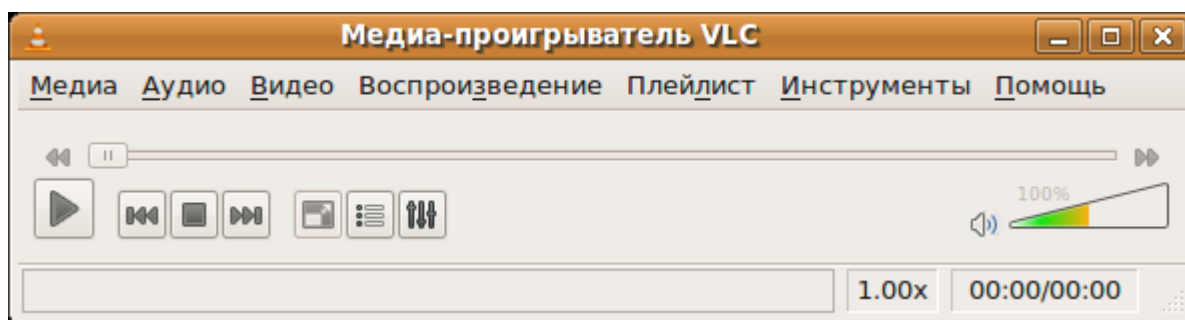 Медиа-проигрыватель VLC
Медиа Аудио Видео Воспроизведение Плейлист Инструменты Помощь
100%
1.00x 00:00/00:00